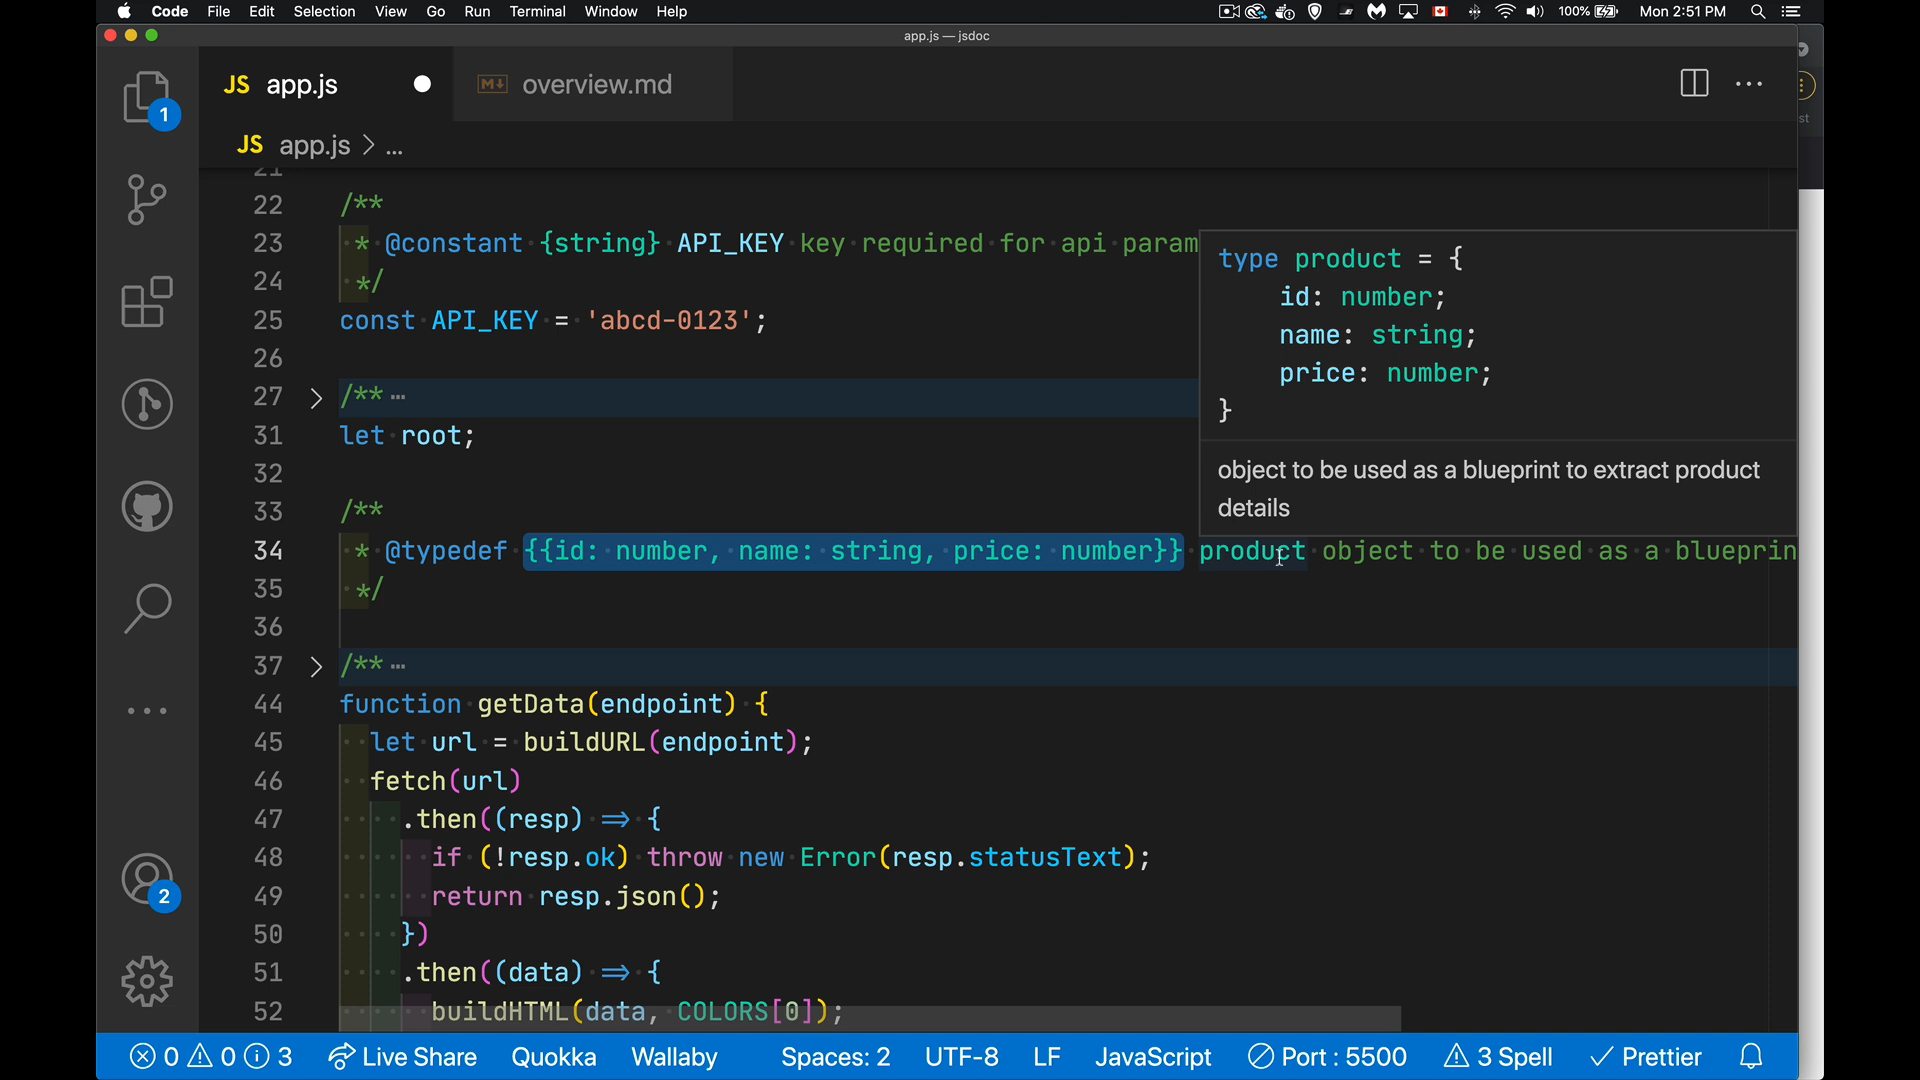 Code File Edit Selection View Go Run Terminal Window Help 100% Mon 2:51 PM
app.js — jsdoc
JS app.js overview.md
JS app.js > ...
st
1
21
22 /**
23 * @constant {string} API_KEY key required for api param
24 */
25 const API_KEY = 'abcd-0123';
26
27 /** ...
31 let root;
32
33 /**
34 * @typedef {{id: number, name: string, price: number}} product object to be used as a blueprin
35 */
36
37 /** ...
44 function getData(endpoint) {
45 let url = buildURL(endpoint);
46 fetch(url)
47 .then((resp) => {
48 if (!resp.ok) throw new Error(resp.statusText);
49 return resp.json();
50 })
51 .then((data) => {
52 buildHTML(data, COLORS[0]);
type product = {
id: number;
name: string;
price: number;
}
object to be used as a blueprint to extract product
details
2
0 0 3 Live Share Quokka Wallaby Spaces: 2 UTF-8 LF JavaScript Port : 5500 3 Spell Prettier